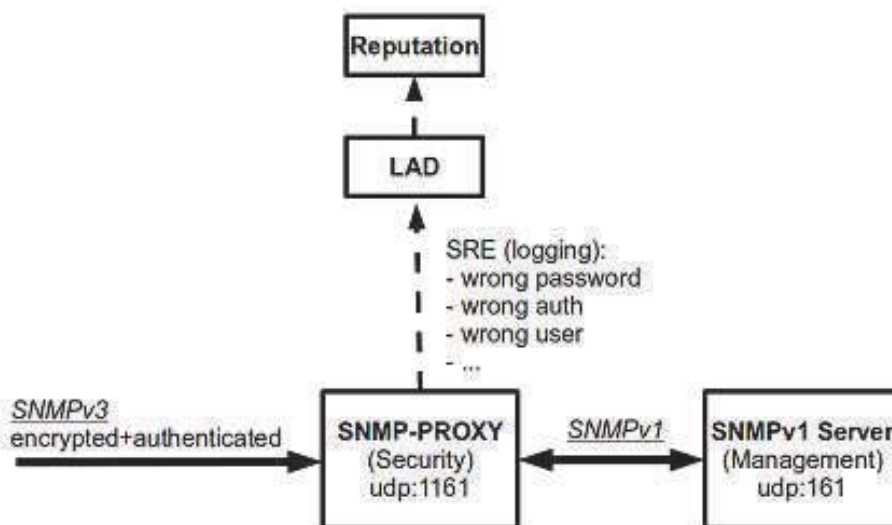 Reputation
LAD
SRE (logging):
- wrong password
- wrong auth
- wrong user
- ...
SNMPv3
encrypted+authenticated
SNMP-PROXY
(Security)
udp:1161
SNMPv1
SNMPv1 Server
(Management)
udp:161